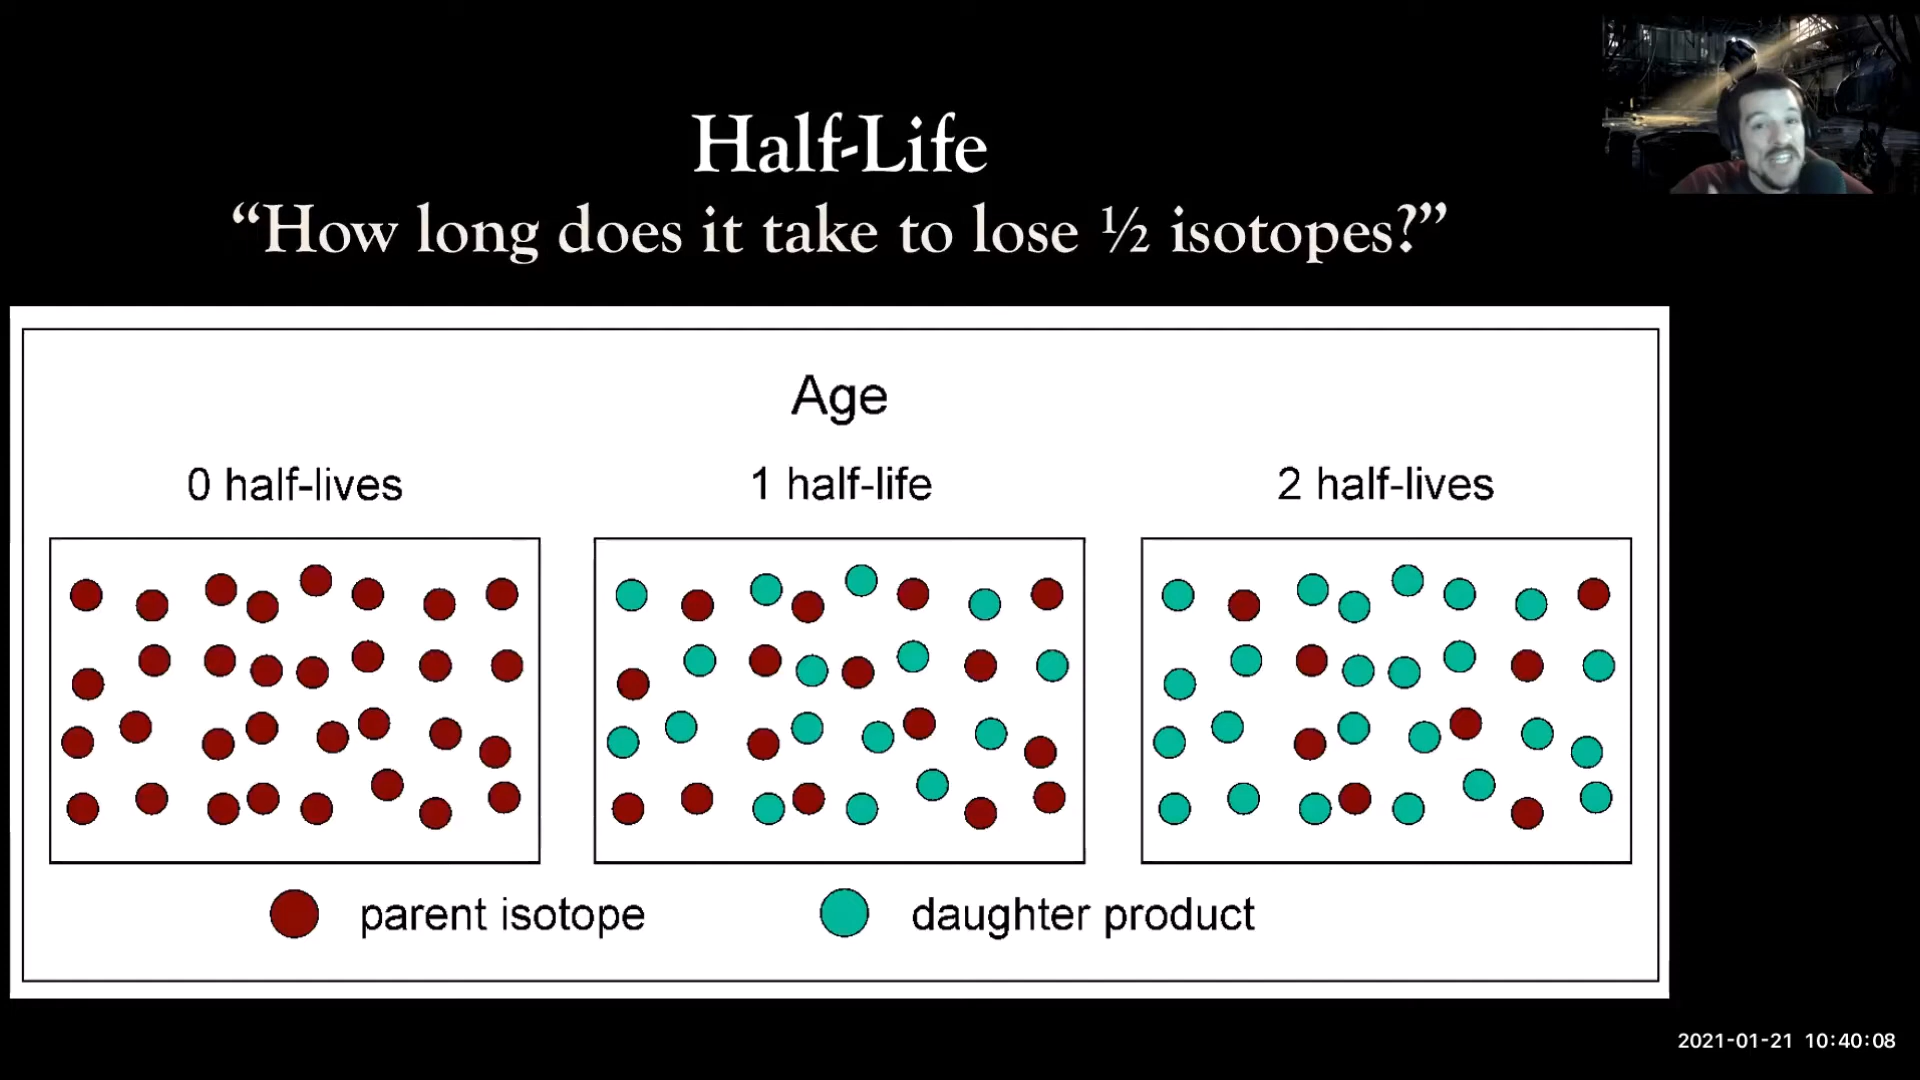 Half-Life
“How long does it take to lose ½ isotopes?”
Age
0 half-lives
1 half-life
2 half-lives
parent isotope
daughter product
2021-01-21 10:40:08